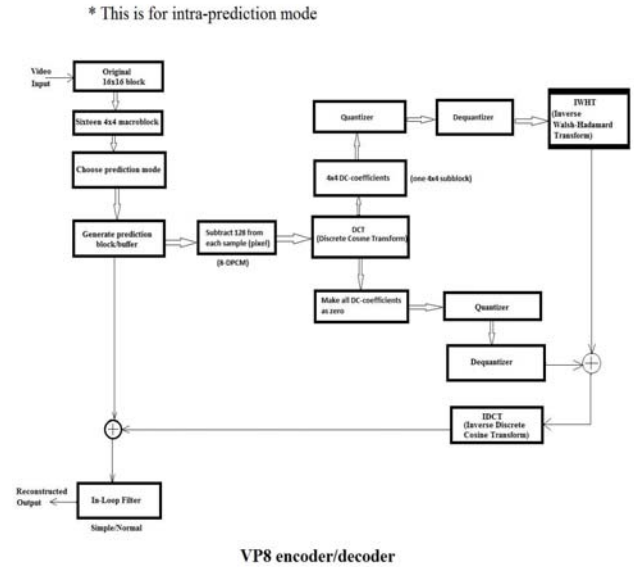 * This is for intra-prediction mode
Video
Input
Original
16x16 block
Sixteen 4x4 macroblock
Choose prediction mode
Generate prediction
block/buffer
Subtract 128 from
each sample (pixel)
(8-DPCM)
DCT
(Discrete Cosine Transform)
4x4 DC-coefficients
(one 4x4 subblock)
Quantizer
Dequantizer
IWHT
(Inverse
Walsh-Hadamard
Transform)
Make all DC-coefficients
as zero
Quantizer
Dequantizer
IDCT
(Inverse Discrete
Cosine Transform)
Reconstructed
Output
In-Loop Filter
Simple/Normal
VP8 encoder/decoder